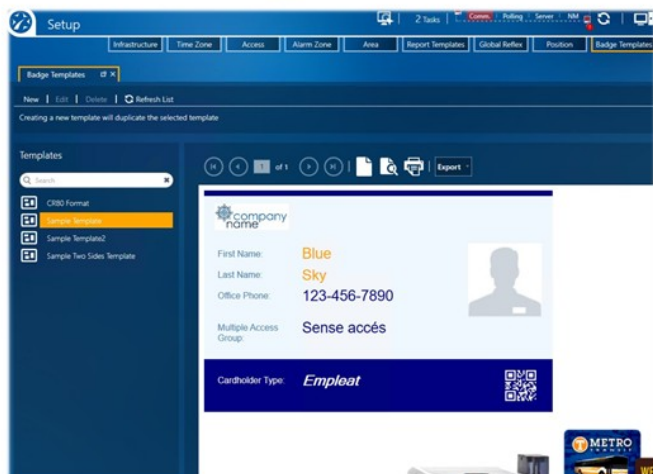 Setup
2 Tasks
Comm. Polling Server NM
Infrastructure Time Zone Access Alarm Zone Area Report Templates Global Reflex Position Badge Templates
Badge Templates
New Edit Delete Refresh List
Creating a new template will duplicate the selected template
Templates
Search
1 of 1 Export
CR80 Format
Sample Template
Sample Template2
Sample Two Sides Template
company
name
First Name: Blue
Last Name: Sky
Office Phone: 123-456-7890
Multiple Access
Group: Sense accés
Cardholder Type: Empleat
METRO